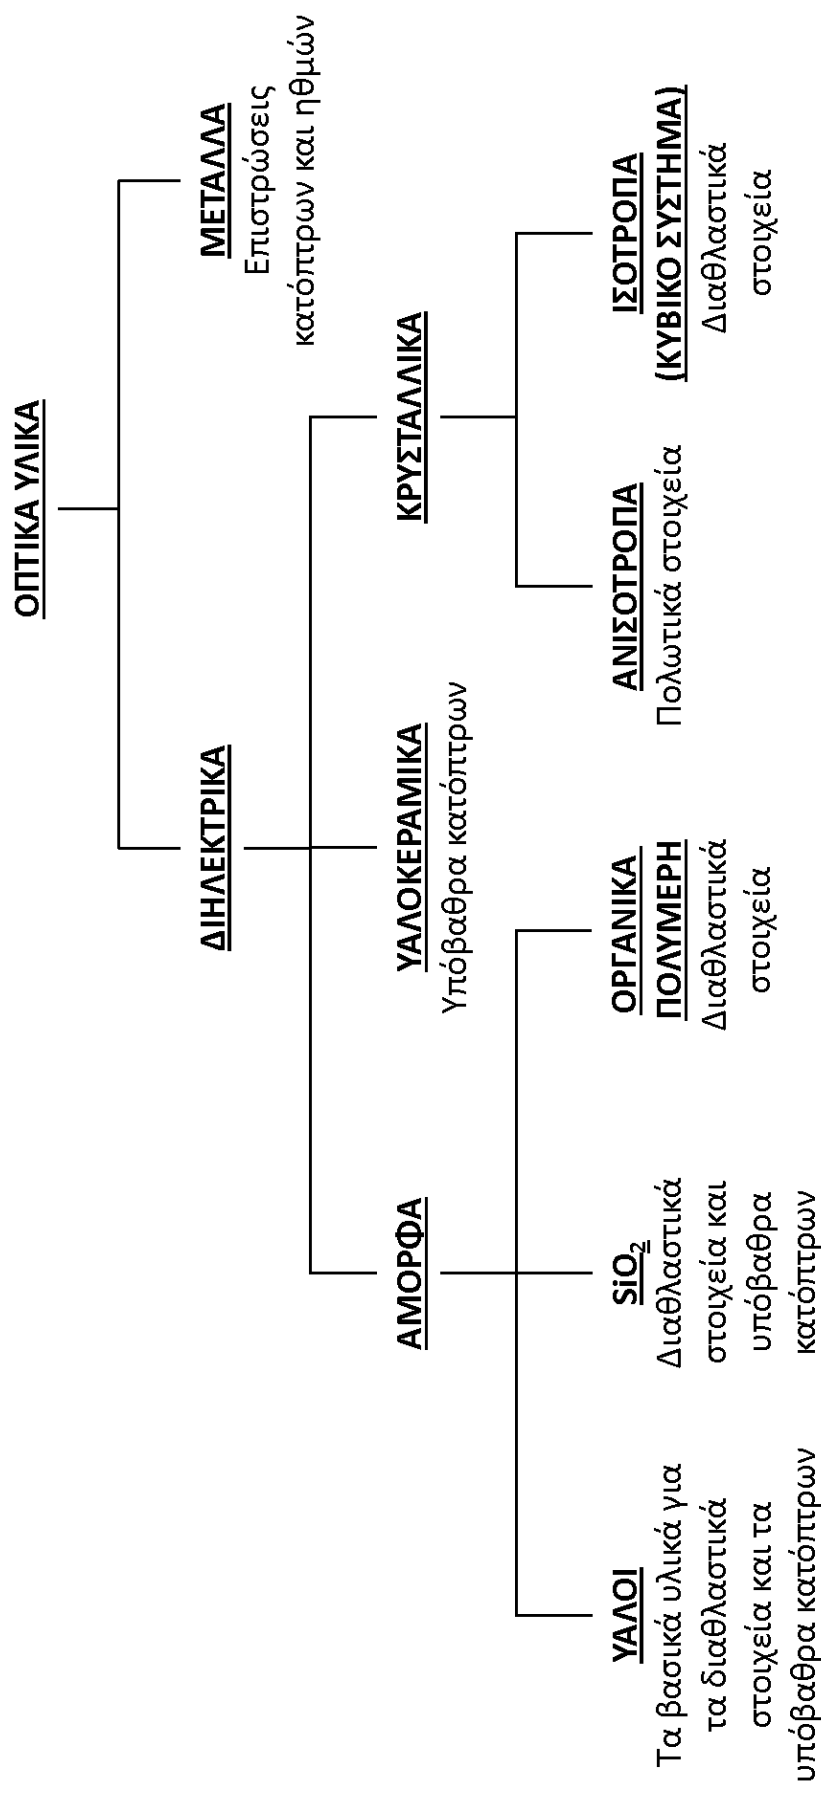 ΟΠΤΙΚΑ ΥΛΙΚΑ
ΔΙΗΛΕΚΤΡΙΚΑ
ΜΕΤΑΛΛΑ
Επιστρώσεις
κατόπτρων και ηθμών
ΑΜΟΡΦΑ
ΥΑΛΟΚΕΡΑΜΙΚΑ
Υπόβαθρα κατόπτρων
ΚΡΥΣΤΑΛΛΙΚΑ
ΥΑΛΟΙ
Τα βασικά υλικά για
τα διαθλαστικά
στοιχεία και τα
υπόβαθρα κατόπτρων
SiO₂
Διαθλαστικά
στοιχεία και
υπόβαθρα
κατόπτρων
ΟΡΓΑΝΙΚΑ
ΠΟΛΥΜΕΡΗ
Διαθλαστικά
στοιχεία
ΑΝΙΣΟΤΡΟΠΑ
Πολωτικά στοιχεία
ΙΣΟΤΡΟΠΑ
(ΚΥΒΙΚΟ ΣΥΣΤΗΜΑ)
Διαθλαστικά
στοιχεία